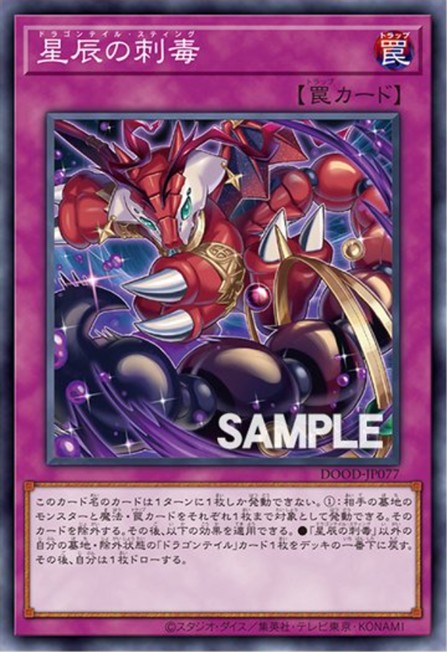 ドラゴンテイル・スティング
星辰の刺毒
トラップ
罠
【罠カード】
SAMPLE
DOOD-JP077
このカード名のカードは1ターンに1枚しか発動できない。①：相手の墓地の
モンスターと魔法・罠カードをそれぞれ1枚まで対象として発動できる。その
カードを除外する。その後、以下の効果を適用できる。●「星辰の刺毒」以外の
自分の墓地・除外状態の「ドラゴンテイル」カード1枚をデッキの一番下に戻す。
その後、自分は1枚ドローする。
©スタジオ・ダイス／集英社・テレビ東京・KONAMI